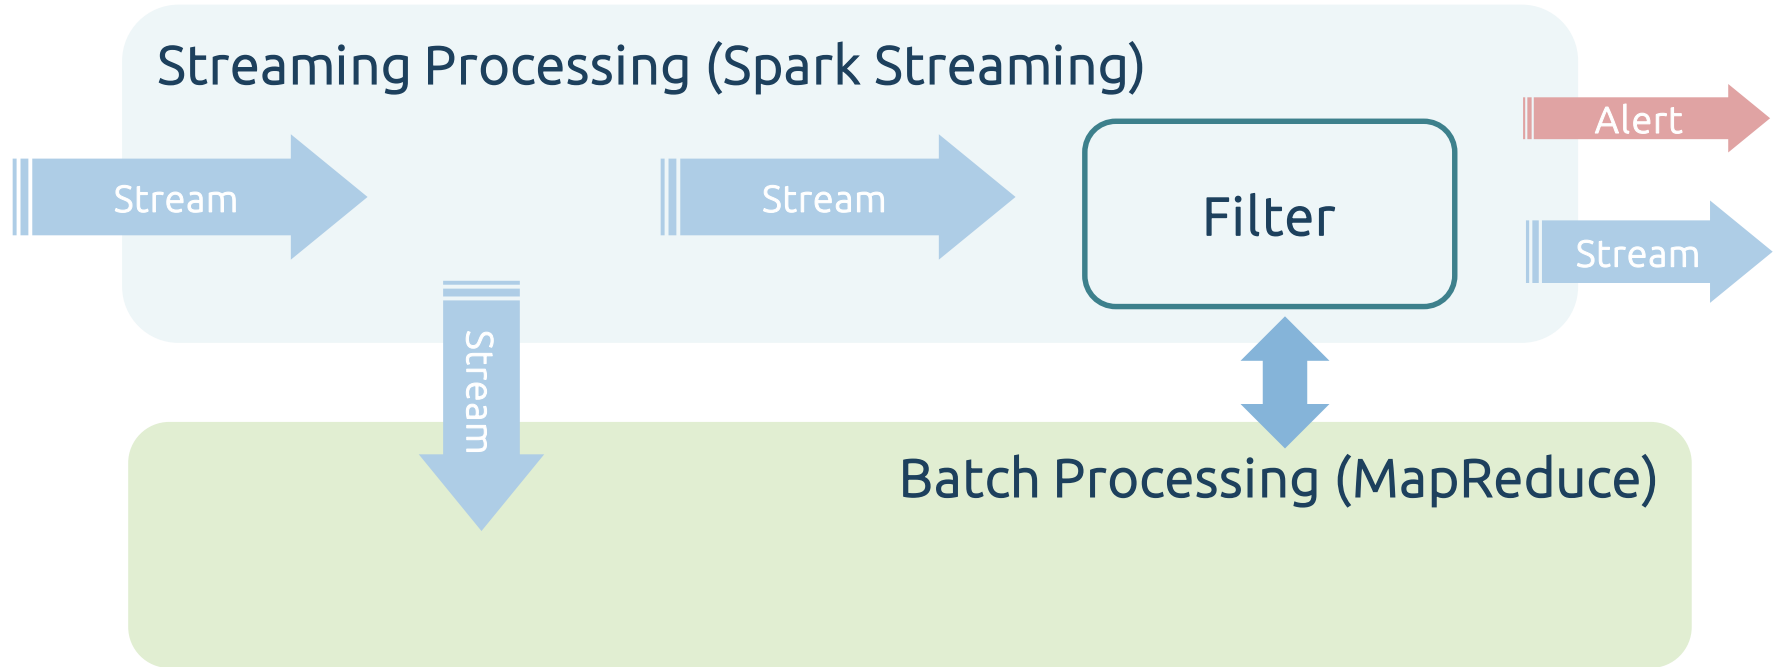 Streaming Processing (Spark Streaming)
Alert
Stream
Stream
Filter
Stream
Stream
Batch Processing (MapReduce)